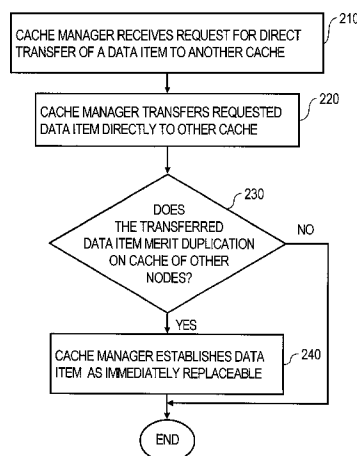 210
CACHE MANAGER RECEIVES REQUEST FOR DIRECT
TRANSFER OF A DATA ITEM TO ANOTHER CACHE
220
CACHE MANAGER TRANSFERS REQUESTED
DATA ITEM DIRECTLY TO OTHER CACHE
230
DOES
THE TRANSFERRED
DATA ITEM MERIT DUPLICATION
ON CACHE OF OTHER
NODES?
NO
YES
240
CACHE MANAGER ESTABLISHES DATA
ITEM AS IMMEDIATELY REPLACEABLE
END